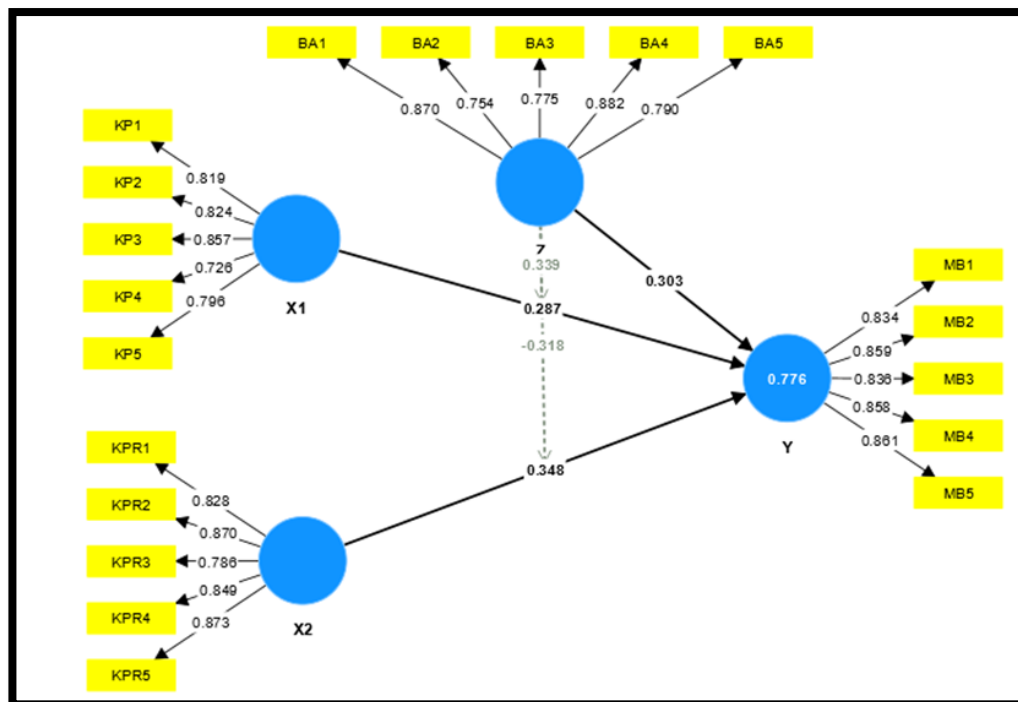 BA1 BA2 BA3 BA4 BA5
0.870 0.754 0.775 0.882 0.790
KP1
KP2
KP3
KP4
KP5
0.819
0.824
0.857
0.726
0.796
X1
Z
0.339
0.287
-0.318
0.303
0.348
KPR1
KPR2
KPR3
KPR4
KPR5
0.828
0.870
0.786
0.849
0.873
X2
0.776
Y
0.834
0.859
0.836
0.858
0.861
MB1
MB2
MB3
MB4
MB5